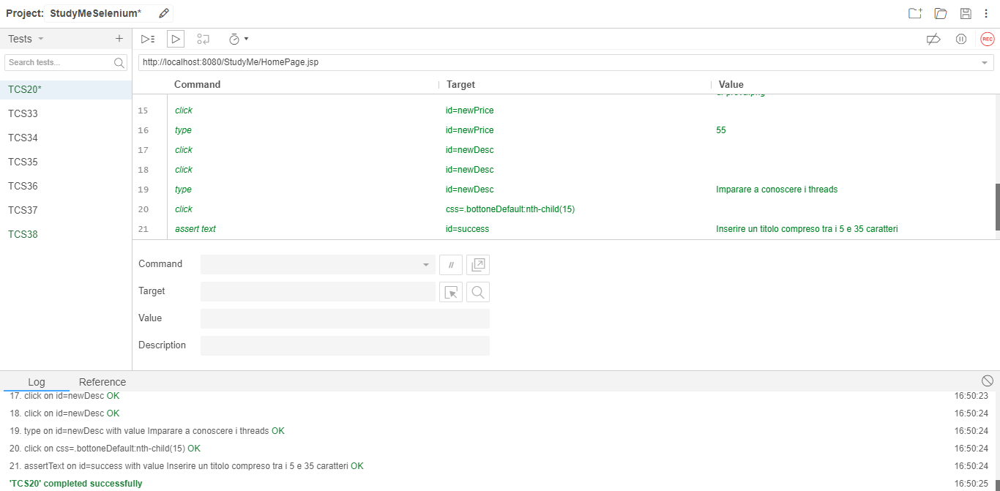 Project: StudyMeSelenium*
Tests +
REC
Search tests...
http://localhost:8080/StudyMe/HomePage.jsp
Command Target Value
TCS20*
TCS33
TCS34
TCS35
TCS36
TCS37
TCS38
15 click id=newPrice
16 type id=newPrice 55
17 click id=newDesc
18 click id=newDesc
19 type id=newDesc Imparare a conoscere i threads
20 click css=.bottoneDefault:nth-child(15)
21 assert text id=success Inserire un titolo compreso tra i 5 e 35 caratteri
Command //
Target
Value
Description
Log Reference
17. click on id=newDesc OK 16:50:23
18. click on id=newDesc OK 16:50:24
19. type on id=newDesc with value Imparare a conoscere i threads OK 16:50:24
20. click on css=.bottoneDefault:nth-child(15) OK 16:50:24
21. assertText on id=success with value Inserire un titolo compreso tra i 5 e 35 caratteri OK 16:50:24
'TCS20' completed successfully 16:50:25